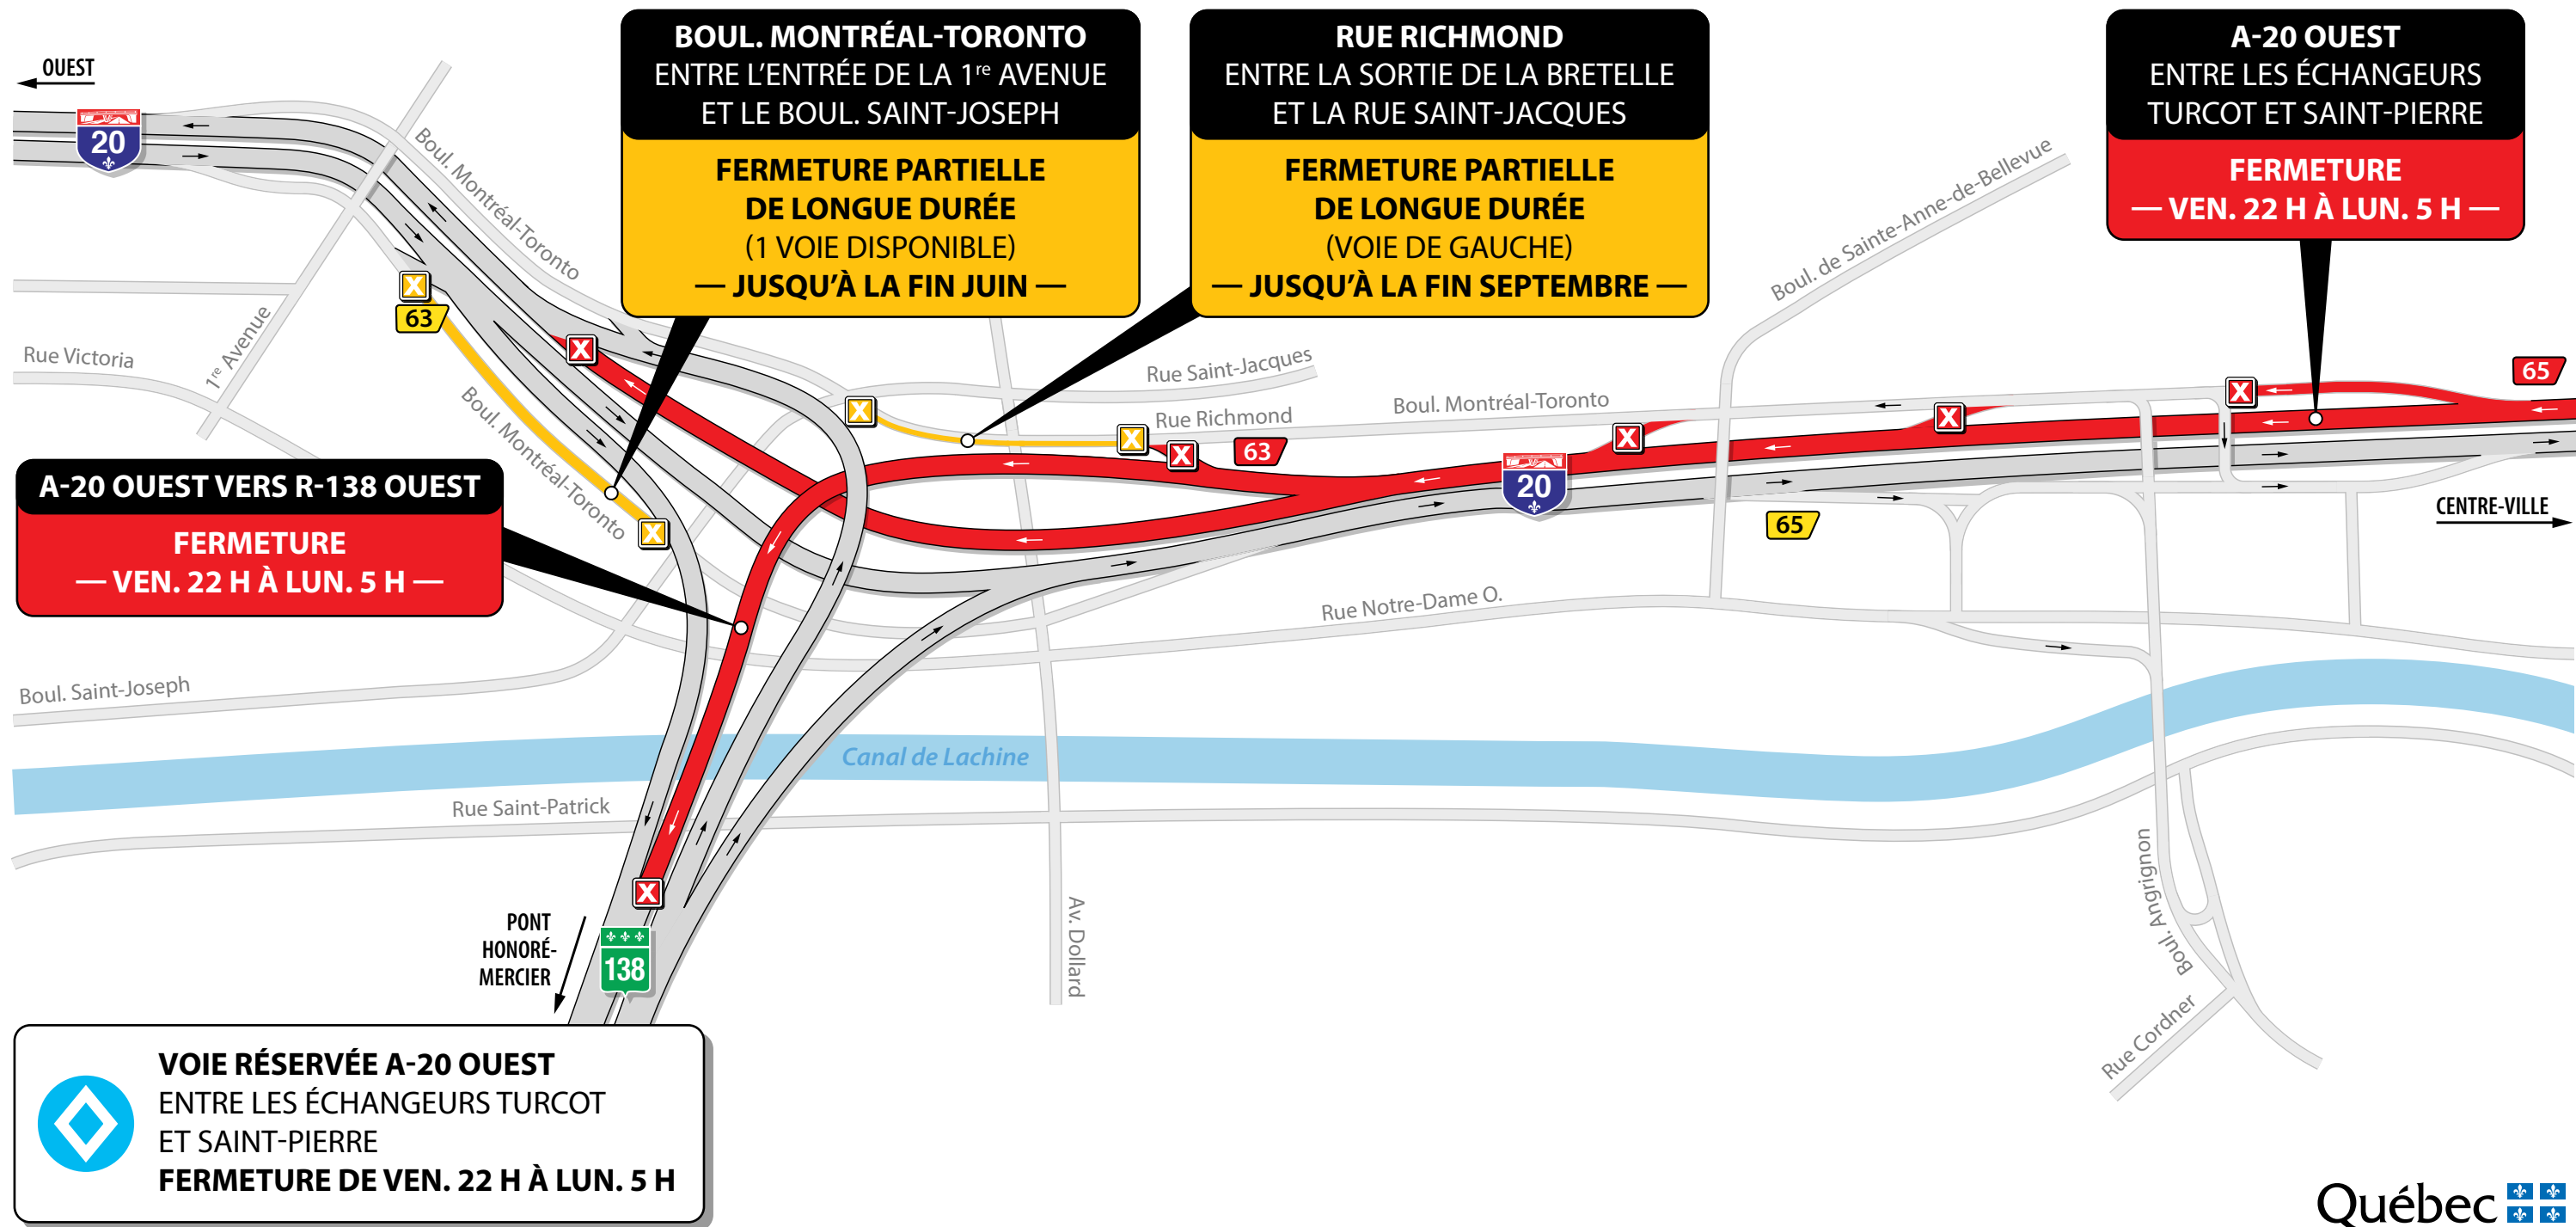 OUEST
20
BOUL. MONTRÉAL-TORONTO
ENTRE L'ENTRÉE DE LA 1re AVENUE
ET LE BOUL. SAINT-JOSEPH
FERMETURE PARTIELLE
DE LONGUE DURÉE
(1 VOIE DISPONIBLE)
— JUSQU'À LA FIN JUIN —
RUE RICHMOND
ENTRE LA SORTIE DE LA BRETELLE
ET LA RUE SAINT-JACQUES
FERMETURE PARTIELLE
DE LONGUE DURÉE
(VOIE DE GAUCHE)
— JUSQU'À LA FIN SEPTEMBRE —
A-20 OUEST
ENTRE LES ÉCHANGEURS
TURCOT ET SAINT-PIERRE
FERMETURE
— VEN. 22 H À LUN. 5 H —
Boul. Montréal-Toronto
Boul. de Sainte-Anne-de-Bellevue
X
63
1re Avenue
Rue Victoria
X
Boul. Montréal-Toronto
Rue Saint-Jacques
65
X
X
Rue Richmond
Boul. Montréal-Toronto
X
X
63
X
X
X
20
A-20 OUEST VERS R-138 OUEST
FERMETURE
— VEN. 22 H À LUN. 5 H —
X
65
CENTRE-VILLE
Rue Notre-Dame O.
Boul. Saint-Joseph
Canal de Lachine
Rue Saint-Patrick
X
PONT
HONORÉ-
MERCIER
138
Av. Dollard
Boul. Angrignon
Rue Cordner
VOIE RÉSERVÉE A-20 OUEST
ENTRE LES ÉCHANGEURS TURCOT
ET SAINT-PIERRE
FERMETURE DE VEN. 22 H À LUN. 5 H
Québec